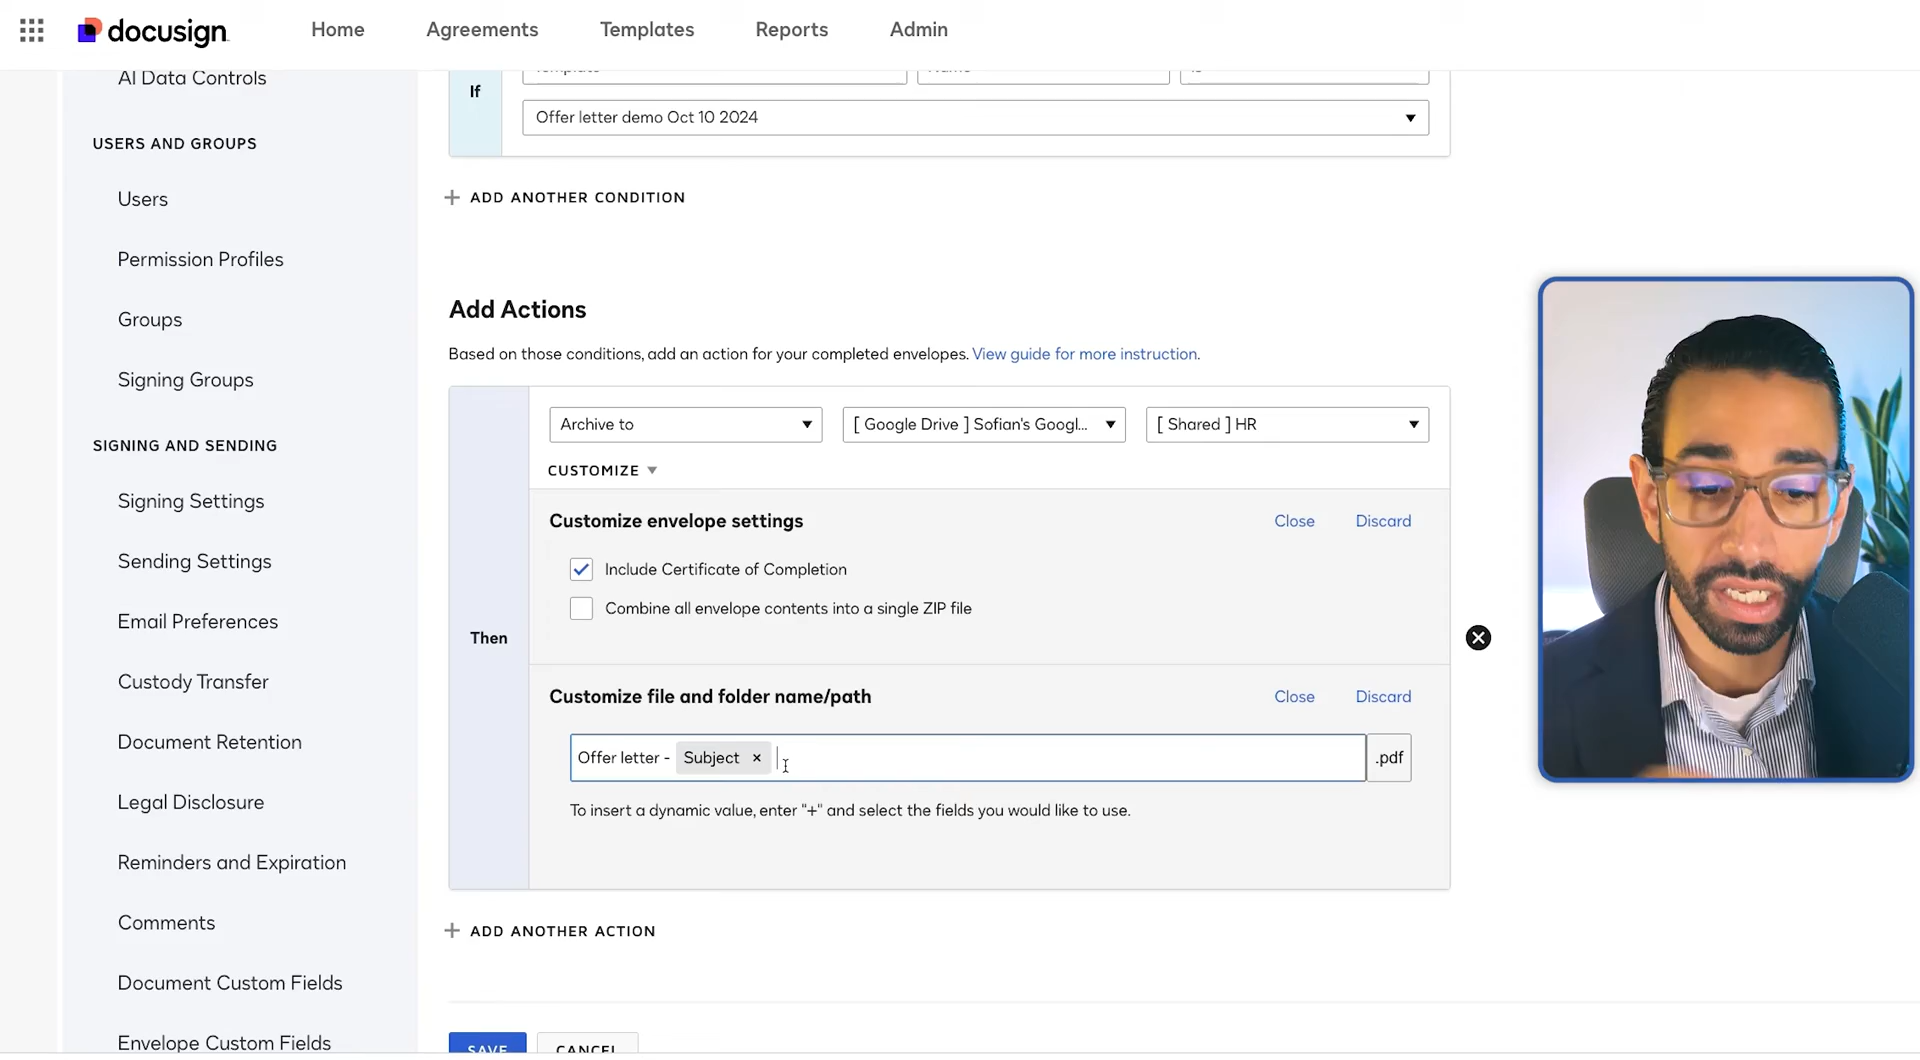 docusign
Home
Agreements
Templates
Reports
Admin
AI Data Controls
USERS AND GROUPS
Users
Permission Profiles
Groups
Signing Groups
SIGNING AND SENDING
Signing Settings
Sending Settings
Email Preferences
Custody Transfer
Document Retention
Legal Disclosure
Reminders and Expiration
Comments
Document Custom Fields
Envelope Custom Fields
If
Offer letter demo Oct 10 2024
+ ADD ANOTHER CONDITION
Add Actions
Based on those conditions, add an action for your completed envelopes. View guide for more instruction.
Then
Archive to
[ Google Drive ] Sofian's Googl...
[ Shared ] HR
CUSTOMIZE
Customize envelope settings
Close
Discard
Include Certificate of Completion
Combine all envelope contents into a single ZIP file
Customize file and folder name/path
Close
Discard
Offer letter - Subject ×
.pdf
To insert a dynamic value, enter "+" and select the fields you would like to use.
+ ADD ANOTHER ACTION
SAVE
CANCEL